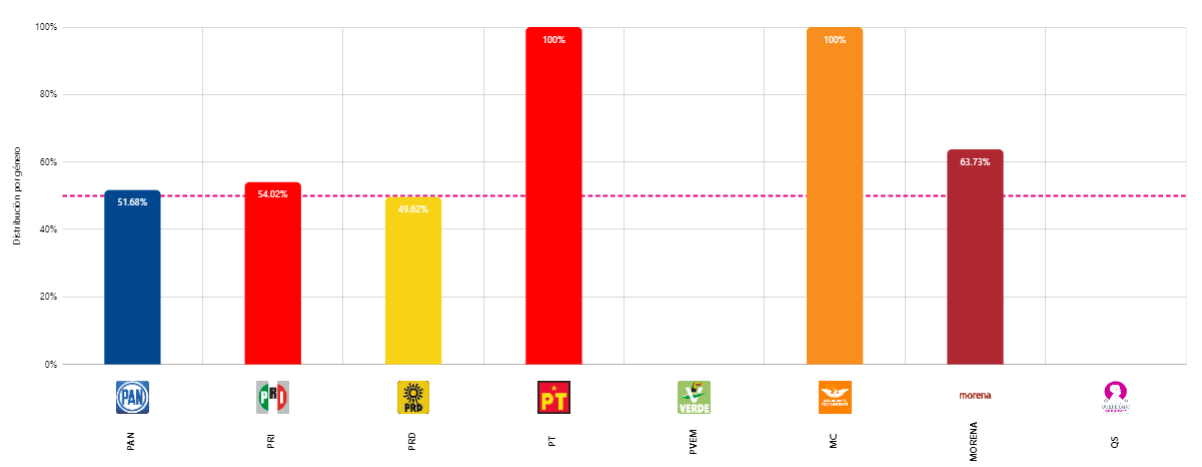 100%
80%
60%
40%
20%
0%
Distribución por género
51.68%
54.02%
49.62%
100%
100%
63.73%
PAN
PRI
PRD
PT
VERDE
morena
PAN
PRI
PRD
PT
PVEM
MC
MORENA
QS